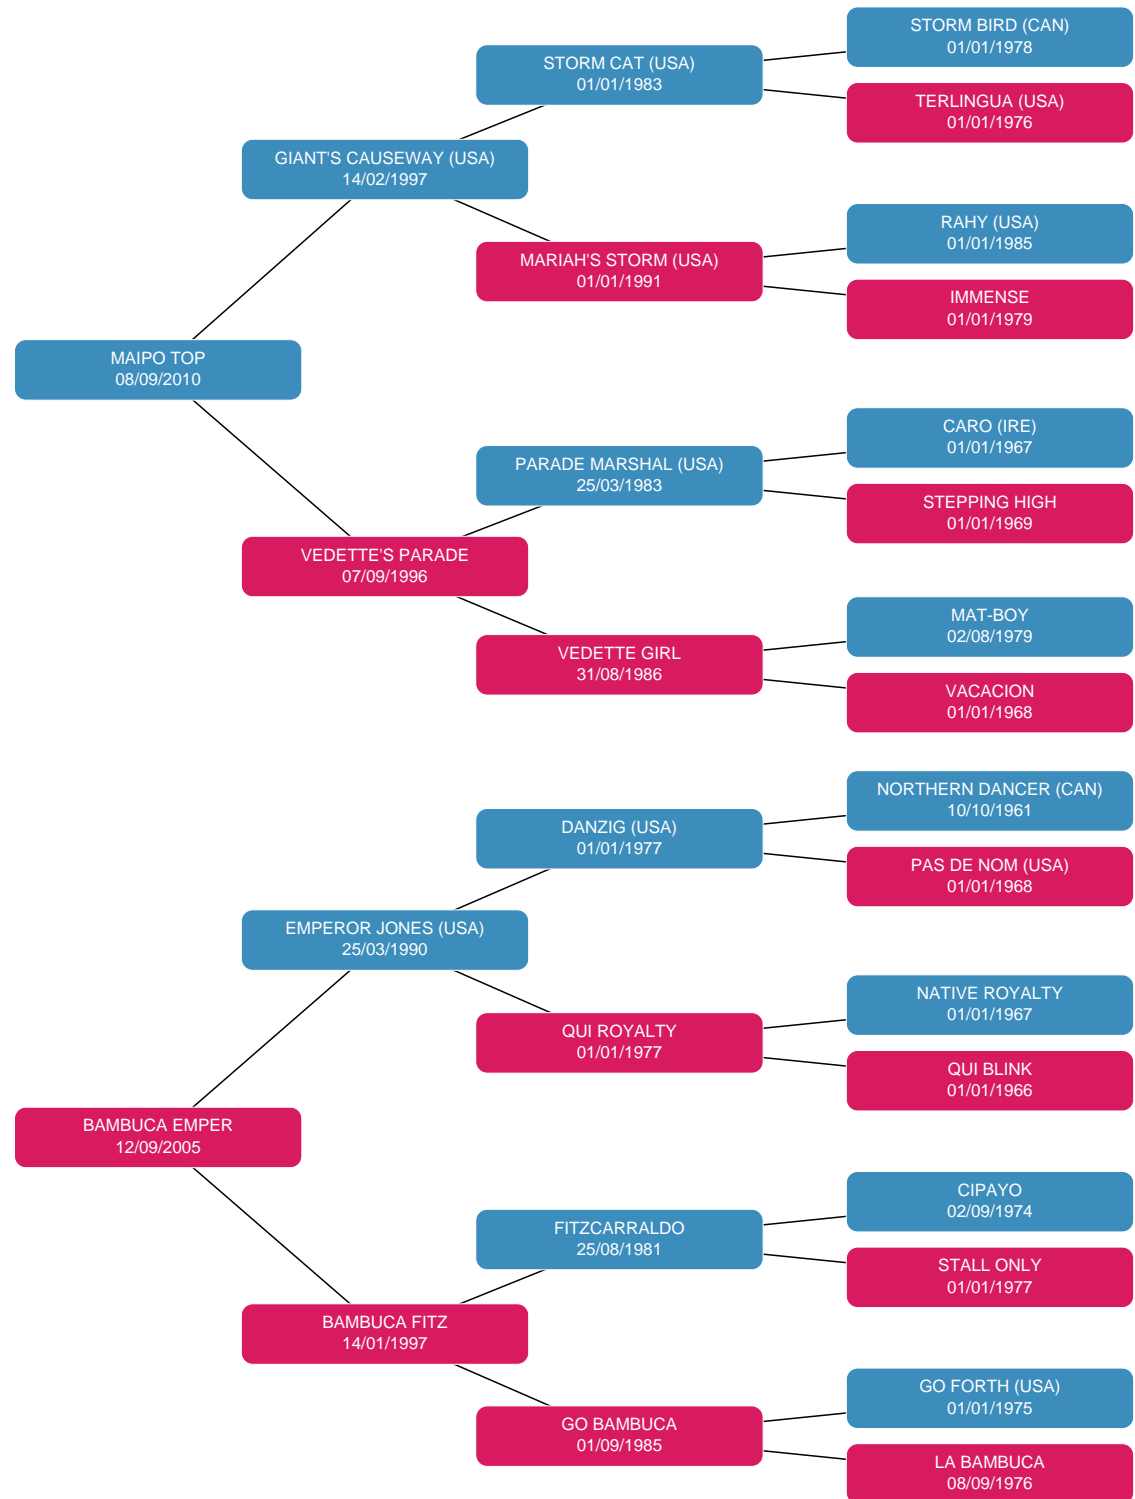 STORM BIRD (CAN)
01/01/1978
STORM CAT (USA)
01/01/1983
TERLINGUA (USA)
01/01/1976
GIANT'S CAUSEWAY (USA)
14/02/1997
RAHY (USA)
01/01/1985
MARIAH'S STORM (USA)
01/01/1991
IMMENSE
01/01/1979
MAIPO TOP
08/09/2010
CARO (IRE)
01/01/1967
PARADE MARSHAL (USA)
25/03/1983
STEPPING HIGH
01/01/1969
VEDETTE'S PARADE
07/09/1996
MAT-BOY
02/08/1979
VEDETTE GIRL
31/08/1986
VACACION
01/01/1968
NORTHERN DANCER (CAN)
10/10/1961
DANZIG (USA)
01/01/1977
PAS DE NOM (USA)
01/01/1968
EMPEROR JONES (USA)
25/03/1990
NATIVE ROYALTY
01/01/1967
QUI ROYALTY
01/01/1977
QUI BLINK
01/01/1966
BAMBUCA EMPER
12/09/2005
CIPAYO
02/09/1974
FITZCARRALDO
25/08/1981
STALL ONLY
01/01/1977
BAMBUCA FITZ
14/01/1997
GO FORTH (USA)
01/01/1975
GO BAMBUCA
01/09/1985
LA BAMBUCA
08/09/1976